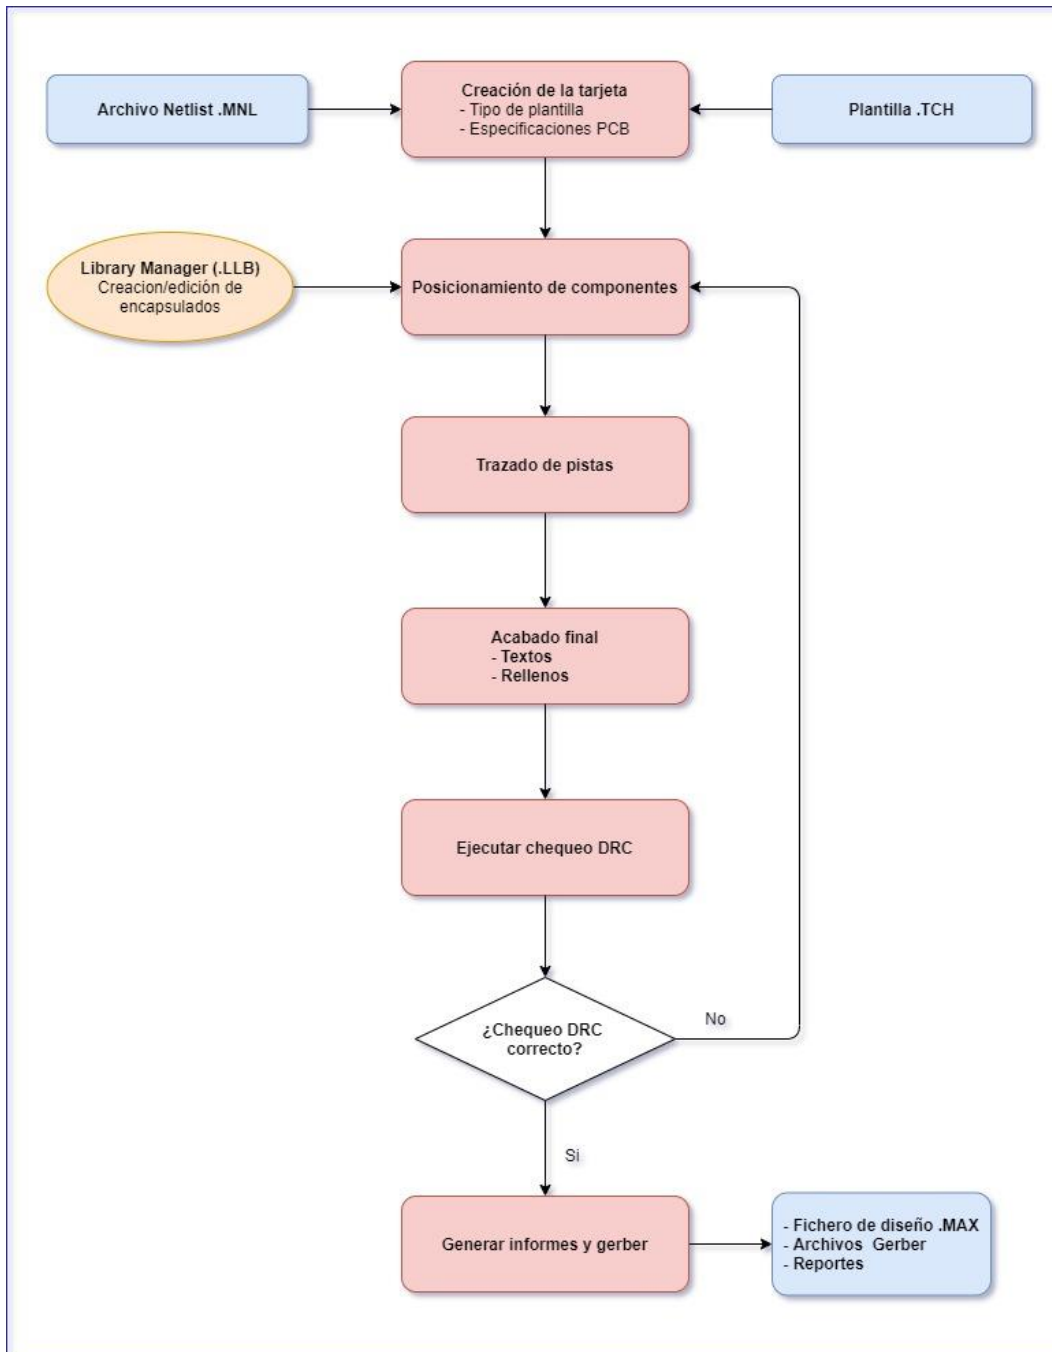 Archivo Netlist .MNL
Creación de la tarjeta
- Tipo de plantilla
- Especificaciones PCB
Plantilla .TCH
Library Manager (.LLB)
Creacion/edición de
encapsulados
Posicionamiento de componentes
Trazado de pistas
Acabado final
- Textos
- Rellenos
Ejecutar chequeo DRC
¿Chequeo DRC
correcto?
No
Si
Generar informes y gerber
- Fichero de diseño .MAX
- Archivos Gerber
- Reportes